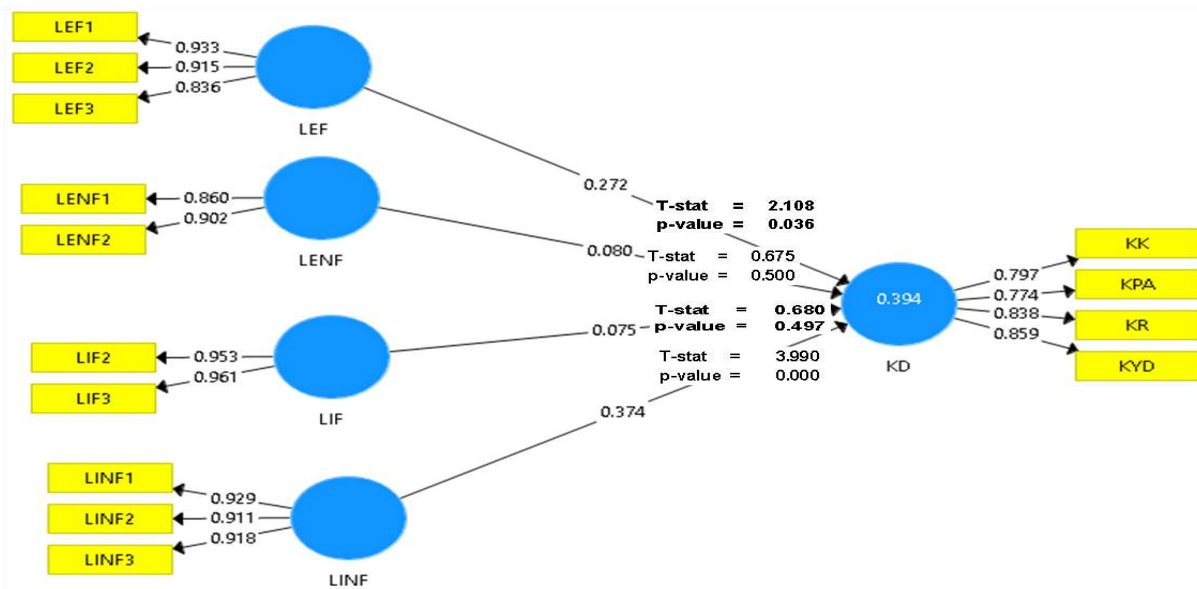 LEF1
0.933
LEF2
0.915
LEF3
0.836
LEF
0.272
T-stat = 2.108
p-value = 0.036
LENF1
0.860
LENF2
0.902
LENF
0.080
T-stat = 0.675
p-value = 0.500
LIF2
0.953
LIF3
0.961
LIF
0.075
T-stat = 0.680
p-value = 0.497
LINF1
0.929
LINF2
0.911
LINF3
0.918
LINF
0.374
T-stat = 3.990
p-value = 0.000
0.394
KD
0.797
KK
0.774
KPA
0.838
KR
0.859
KYD